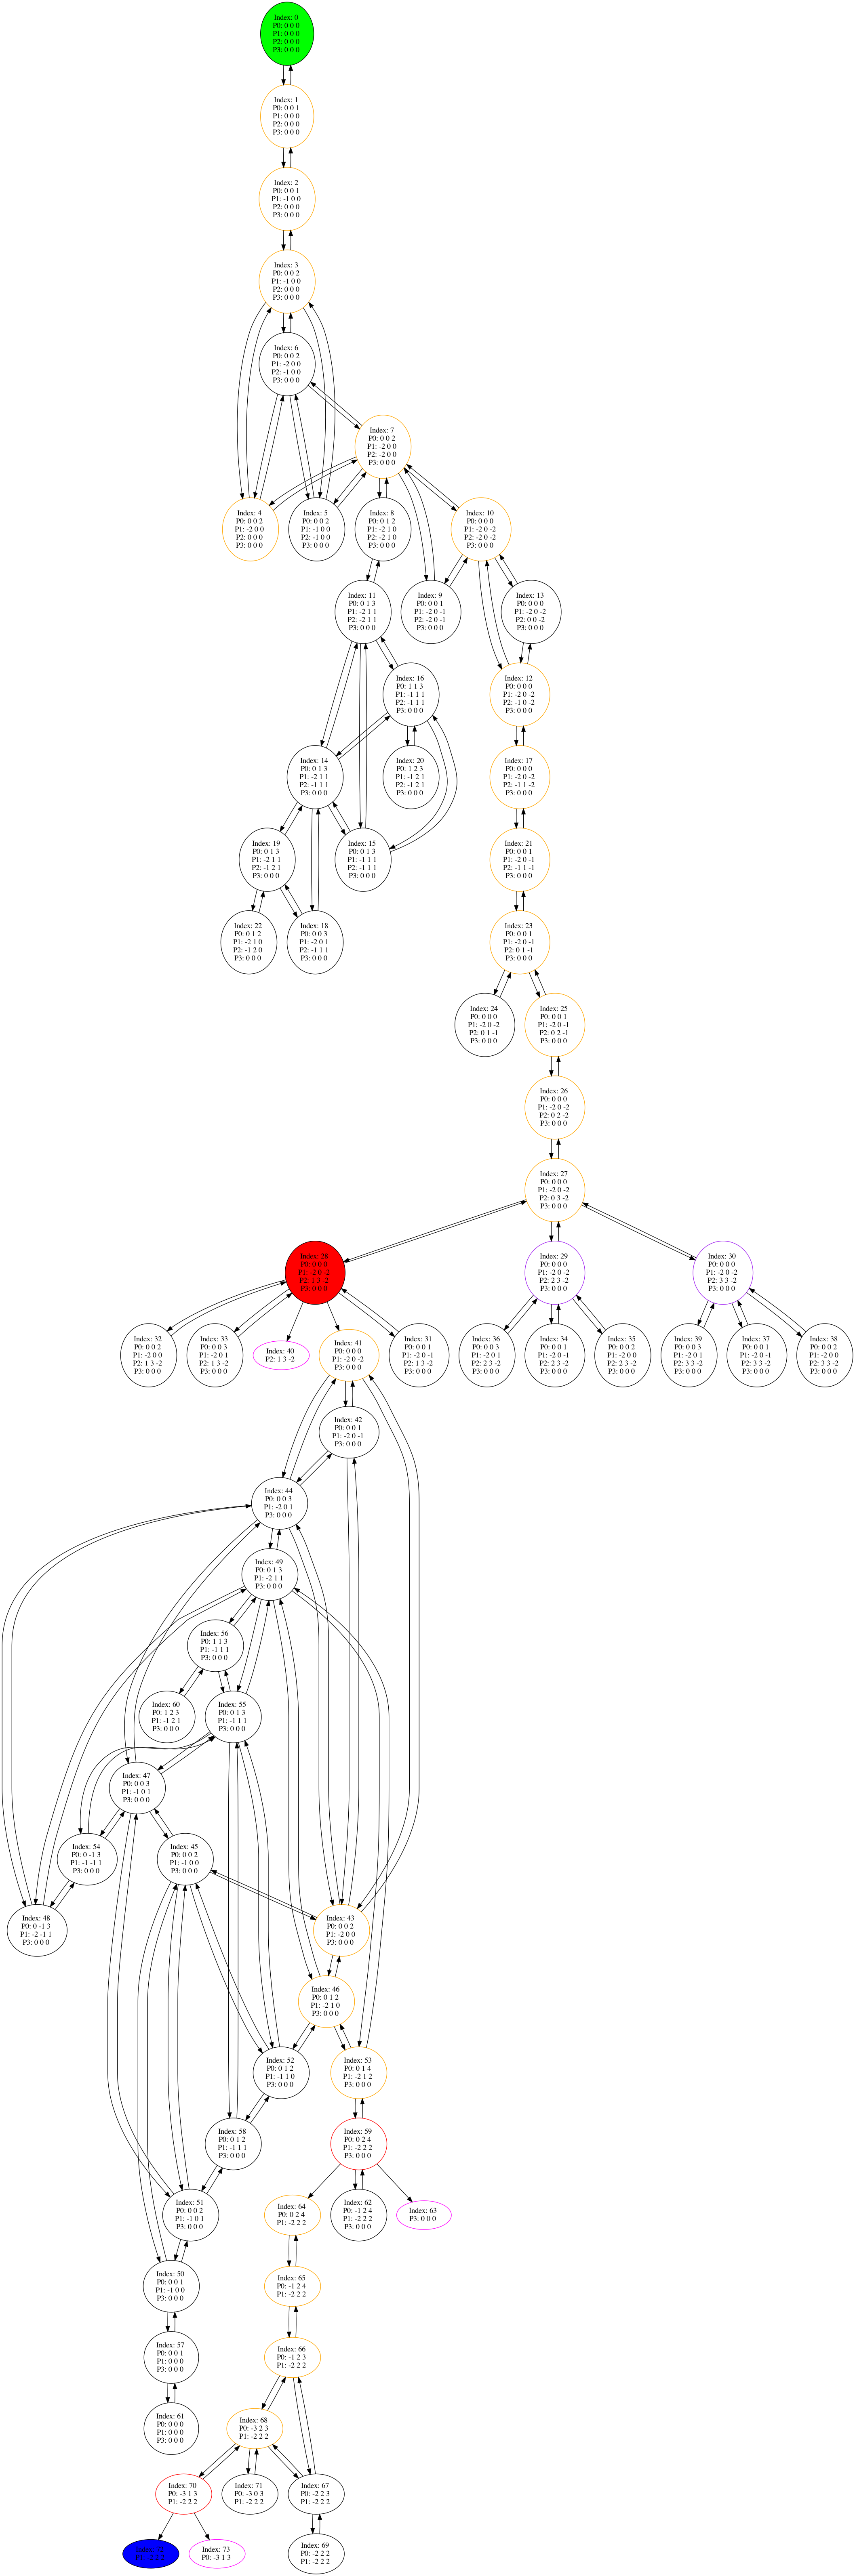 Index: 0
P0: 0 0 0
P1: 0 0 0
P2: 0 0 0
P3: 0 0 0
Index: 1
P0: 0 0 1
P1: 0 0 0
P2: 0 0 0
P3: 0 0 0
Index: 2
P0: 0 0 1
P1: -1 0 0
P2: 0 0 0
P3: 0 0 0
Index: 3
P0: 0 0 2
P1: -1 0 0
P2: 0 0 0
P3: 0 0 0
Index: 6
P0: 0 0 2
P1: -2 0 0
P2: -1 0 0
P3: 0 0 0
Index: 7
P0: 0 0 2
P1: -2 0 0
P2: -2 0 0
P3: 0 0 0
Index: 4
P0: 0 0 2
P1: -2 0 0
P2: 0 0 0
P3: 0 0 0
Index: 5
P0: 0 0 2
P1: -1 0 0
P2: -1 0 0
P3: 0 0 0
Index: 8
P0: 0 1 2
P1: -2 1 0
P2: -2 1 0
P3: 0 0 0
Index: 10
P0: 0 0 0
P1: -2 0 -2
P2: -2 0 -2
P3: 0 0 0
Index: 11
P0: 0 1 3
P1: -2 1 1
P2: -2 1 1
P3: 0 0 0
Index: 9
P0: 0 0 1
P1: -2 0 -1
P2: -2 0 -1
P3: 0 0 0
Index: 13
P0: 0 0 0
P1: -2 0 -2
P2: 0 0 -2
P3: 0 0 0
Index: 16
P0: 1 1 3
P1: -1 1 1
P2: -1 1 1
P3: 0 0 0
Index: 12
P0: 0 0 0
P1: -2 0 -2
P2: -1 0 -2
P3: 0 0 0
Index: 14
P0: 0 1 3
P1: -2 1 1
P2: -1 1 1
P3: 0 0 0
Index: 20
P0: 1 2 3
P1: -1 2 1
P2: -1 2 1
P3: 0 0 0
Index: 17
P0: 0 0 0
P1: -2 0 -2
P2: -1 1 -2
P3: 0 0 0
Index: 19
P0: 0 1 3
P1: -2 1 1
P2: -1 2 1
P3: 0 0 0
Index: 15
P0: 0 1 3
P1: -1 1 1
P2: -1 1 1
P3: 0 0 0
Index: 21
P0: 0 0 1
P1: -2 0 -1
P2: -1 1 -1
P3: 0 0 0
Index: 22
P0: 0 1 2
P1: -2 1 0
P2: -1 2 0
P3: 0 0 0
Index: 18
P0: 0 0 3
P1: -2 0 1
P2: -1 1 1
P3: 0 0 0
Index: 23
P0: 0 0 1
P1: -2 0 -1
P2: 0 1 -1
P3: 0 0 0
Index: 24
P0: 0 0 0
P1: -2 0 -2
P2: 0 1 -1
P3: 0 0 0
Index: 25
P0: 0 0 1
P1: -2 0 -1
P2: 0 2 -1
P3: 0 0 0
Index: 26
P0: 0 0 0
P1: -2 0 -2
P2: 0 2 -2
P3: 0 0 0
Index: 27
P0: 0 0 0
P1: -2 0 -2
P2: 0 3 -2
P3: 0 0 0
Index: 28
P0: 0 0 0
P1: -2 0 -2
P2: 1 3 -2
P3: 0 0 0
Index: 29
P0: 0 0 0
P1: -2 0 -2
P2: 2 3 -2
P3: 0 0 0
Index: 30
P0: 0 0 0
P1: -2 0 -2
P2: 3 3 -2
P3: 0 0 0
Index: 32
P0: 0 0 2
P1: -2 0 0
P2: 1 3 -2
P3: 0 0 0
Index: 33
P0: 0 0 3
P1: -2 0 1
P2: 1 3 -2
P3: 0 0 0
Index: 40
P2: 1 3 -2
Index: 41
P0: 0 0 0
P1: -2 0 -2
P3: 0 0 0
Index: 31
P0: 0 0 1
P1: -2 0 -1
P2: 1 3 -2
P3: 0 0 0
Index: 36
P0: 0 0 3
P1: -2 0 1
P2: 2 3 -2
P3: 0 0 0
Index: 34
P0: 0 0 1
P1: -2 0 -1
P2: 2 3 -2
P3: 0 0 0
Index: 35
P0: 0 0 2
P1: -2 0 0
P2: 2 3 -2
P3: 0 0 0
Index: 39
P0: 0 0 3
P1: -2 0 1
P2: 3 3 -2
P3: 0 0 0
Index: 37
P0: 0 0 1
P1: -2 0 -1
P2: 3 3 -2
P3: 0 0 0
Index: 38
P0: 0 0 2
P1: -2 0 0
P2: 3 3 -2
P3: 0 0 0
Index: 42
P0: 0 0 1
P1: -2 0 -1
P3: 0 0 0
Index: 44
P0: 0 0 3
P1: -2 0 1
P3: 0 0 0
Index: 49
P0: 0 1 3
P1: -2 1 1
P3: 0 0 0
Index: 56
P0: 1 1 3
P1: -1 1 1
P3: 0 0 0
Index: 60
P0: 1 2 3
P1: -1 2 1
P3: 0 0 0
Index: 55
P0: 0 1 3
P1: -1 1 1
P3: 0 0 0
Index: 47
P0: 0 0 3
P1: -1 0 1
P3: 0 0 0
Index: 54
P0: 0 -1 3
P1: -1 -1 1
P3: 0 0 0
Index: 45
P0: 0 0 2
P1: -1 0 0
P3: 0 0 0
Index: 48
P0: 0 -1 3
P1: -2 -1 1
P3: 0 0 0
Index: 43
P0: 0 0 2
P1: -2 0 0
P3: 0 0 0
Index: 46
P0: 0 1 2
P1: -2 1 0
P3: 0 0 0
Index: 52
P0: 0 1 2
P1: -1 1 0
P3: 0 0 0
Index: 53
P0: 0 1 4
P1: -2 1 2
P3: 0 0 0
Index: 58
P0: 0 1 2
P1: -1 1 1
P3: 0 0 0
Index: 59
P0: 0 2 4
P1: -2 2 2
P3: 0 0 0
Index: 51
P0: 0 0 2
P1: -1 0 1
P3: 0 0 0
Index: 64
P0: 0 2 4
P1: -2 2 2
Index: 62
P0: -1 2 4
P1: -2 2 2
P3: 0 0 0
Index: 63
P3: 0 0 0
Index: 50
P0: 0 0 1
P1: -1 0 0
P3: 0 0 0
Index: 65
P0: -1 2 4
P1: -2 2 2
Index: 57
P0: 0 0 1
P1: 0 0 0
P3: 0 0 0
Index: 66
P0: -1 2 3
P1: -2 2 2
Index: 61
P0: 0 0 0
P1: 0 0 0
P3: 0 0 0
Index: 68
P0: -3 2 3
P1: -2 2 2
Index: 70
P0: -3 1 3
P1: -2 2 2
Index: 71
P0: -3 0 3
P1: -2 2 2
Index: 67
P0: -2 2 3
P1: -2 2 2
Index: 73
P0: -3 1 3
Index: 69
P0: -2 2 2
P1: -2 2 2